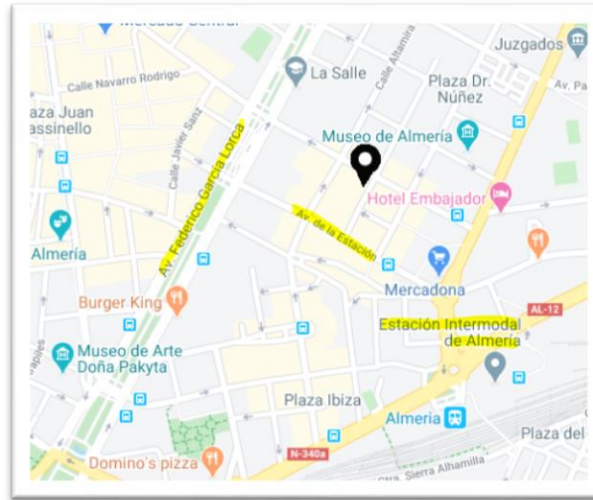 Mercado Central
Juzgados
La Salle
Calle Altamira
Calle Navarro Rodrigo
Plaza Dr.
Núñez
Av. Pa
aza Juan
assinello
Calle Javier Sanz
Museo de Almería
Av. Federico García Lorca
Hotel Embajador
Av. de la Estación
Almería
Mercadona
Burger King
AL-12
Estación Intermodal
de Almería
Museo de Arte
Doña Pakyta
rapiles
Plaza Ibiza
Almería
Plaza del
N-340a
Domino's pizza
Ctra. Sierra Alhamilla